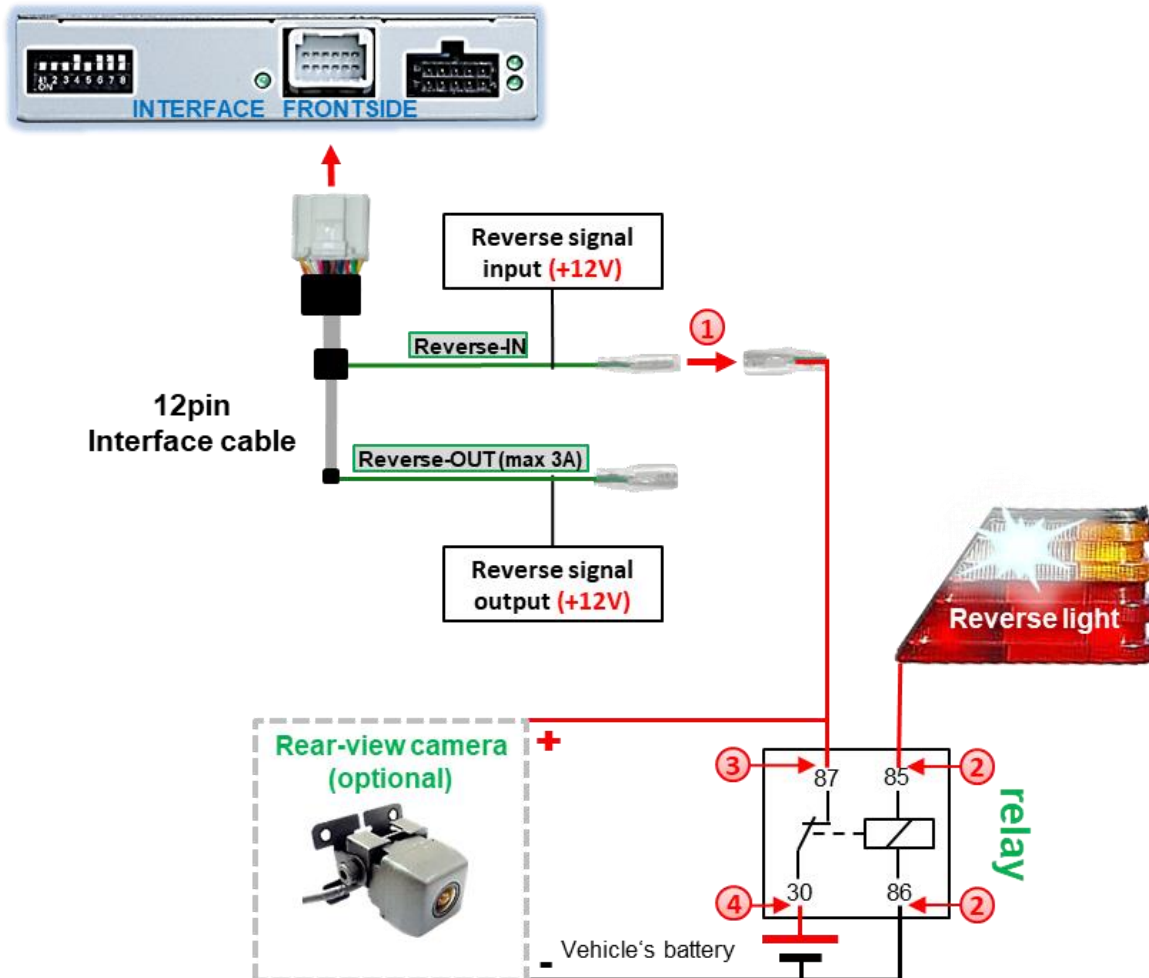 1 2 3 4 5 6 7 8
ON
INTERFACE FRONTSIDE
Reverse signal
input (+12V)
1
Reverse-IN
12pin
Interface cable
Reverse-OUT (max 3A)
Reverse signal
output (+12V)
Reverse light
Rear-view camera
(optional)
+
3
87
85
2
relay
4
30
86
2
- Vehicle's battery